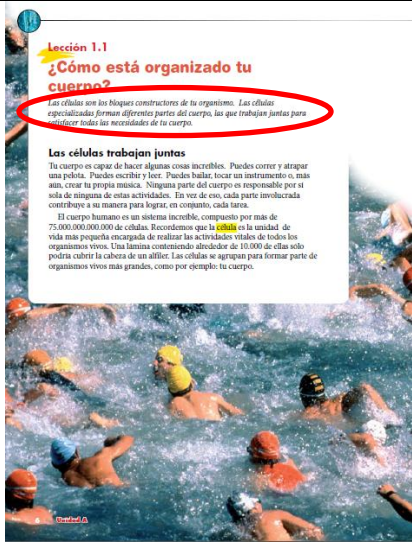 Lección 1.1
¿Cómo está organizado tu
cuerpo?
Las células son los bloques constructores de tu organismo. Las células
especializadas forman diferentes partes del cuerpo, las que trabajan juntas para
satisfacer todas las necesidades de tu cuerpo.
Las células trabajan juntas
Tu cuerpo es capaz de hacer algunas cosas increíbles. Puedes correr y atrapar
una pelota. Puedes escribir y leer. Puedes bailar, tocar un instrumento o, más
aun, crear tu propia música. Ninguna parte del cuerpo es responsable por sí
sola de ninguna de estas actividades. En vez de eso, cada parte involucrada
contribuye a su manera para lograr, en conjunto, cada tarea.
El cuerpo humano es un sistema increíble, compuesto por más de
75.000.000.000.000 de células. Recordemos que la célula es la unidad de
vida más pequeña encargada de realizar las actividades vitales de todos los
organismos vivos. Una lámina conteniendo alrededor de 10.000 de ellas sólo
podría cubrir la cabeza de un alfiler. Las células se agrupan para formar parte de
organismos vivos más grandes, como por ejemplo: tu cuerpo.
6 Unidad A